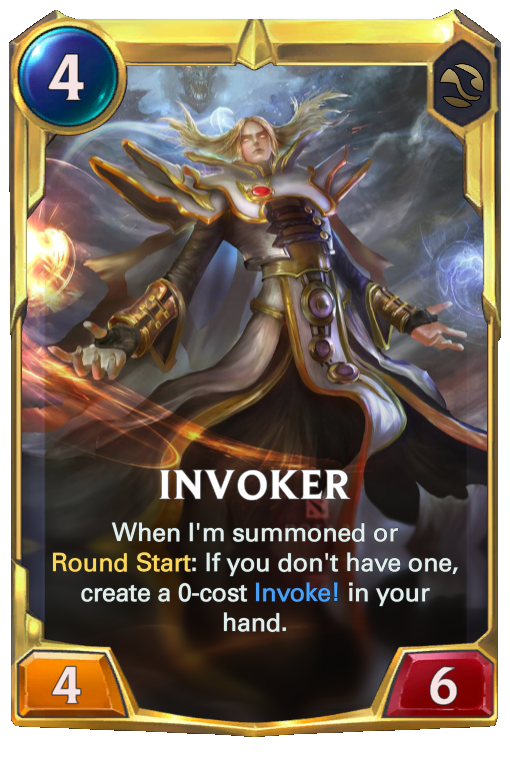 4
INVOKER
When I'm summoned or
Round Start: If you don't have one,
create a 0-cost Invoke! in your
hand.
4
6